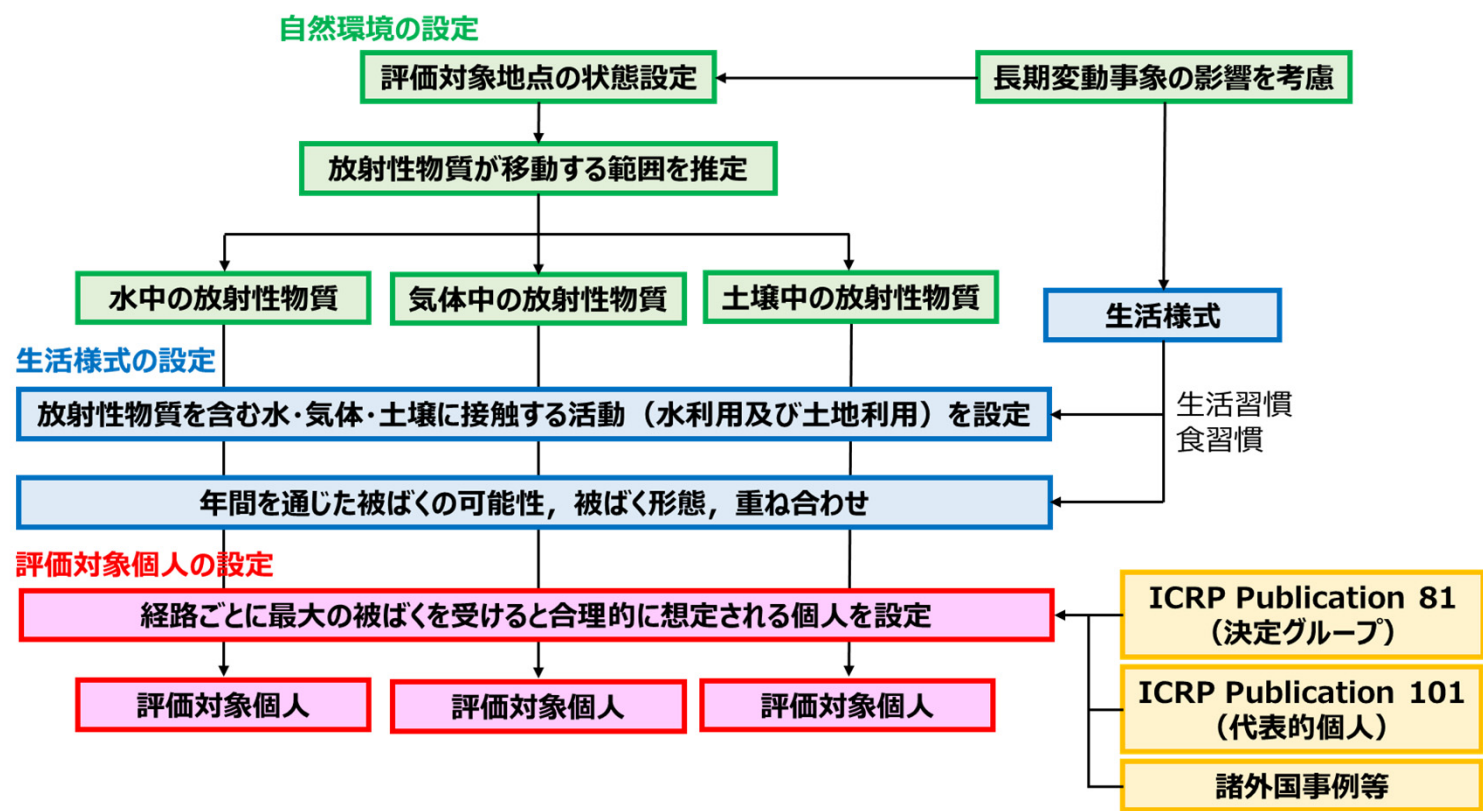 自然環境の設定
評価対象地点の状態設定
長期変動事象の影響を考慮
放射性物質が移動する範囲を推定
水中の放射性物質
気体中の放射性物質
土壌中の放射性物質
生活様式
生活様式の設定
放射性物質を含む水・気体・土壌に接触する活動（水利用及び土地利用）を設定
生活習慣
食習慣
年間を通じた被ばくの可能性，被ばく形態，重ね合わせ
評価対象個人の設定
経路ごとに最大の被ばくを受けると合理的に想定される個人を設定
ICRP Publication 81
（決定グループ）
評価対象個人
評価対象個人
評価対象個人
ICRP Publication 101
（代表的個人）
諸外国事例等